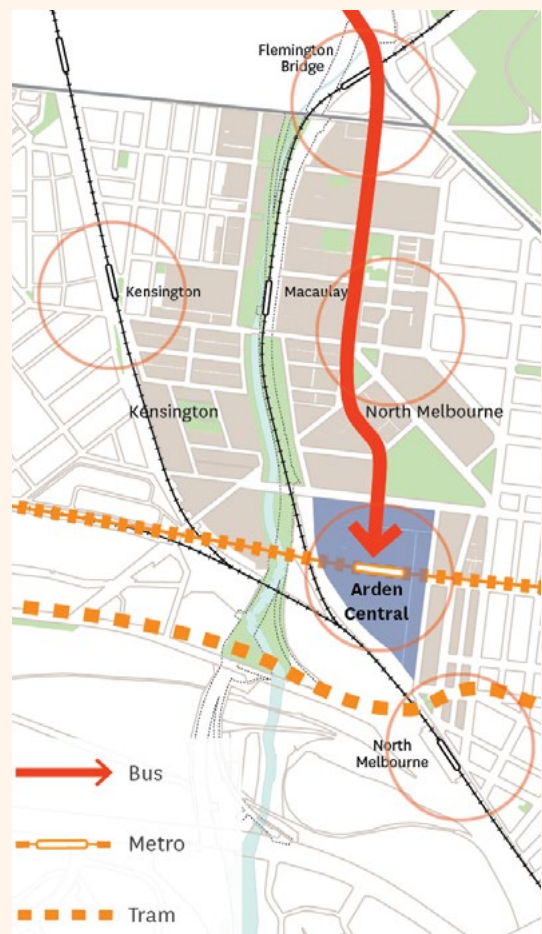 Flemington
Bridge
Kensington
Macaulay
Kensington
North Melbourne
Arden
Central
North
Melbourne
Bus
Metro
Tram